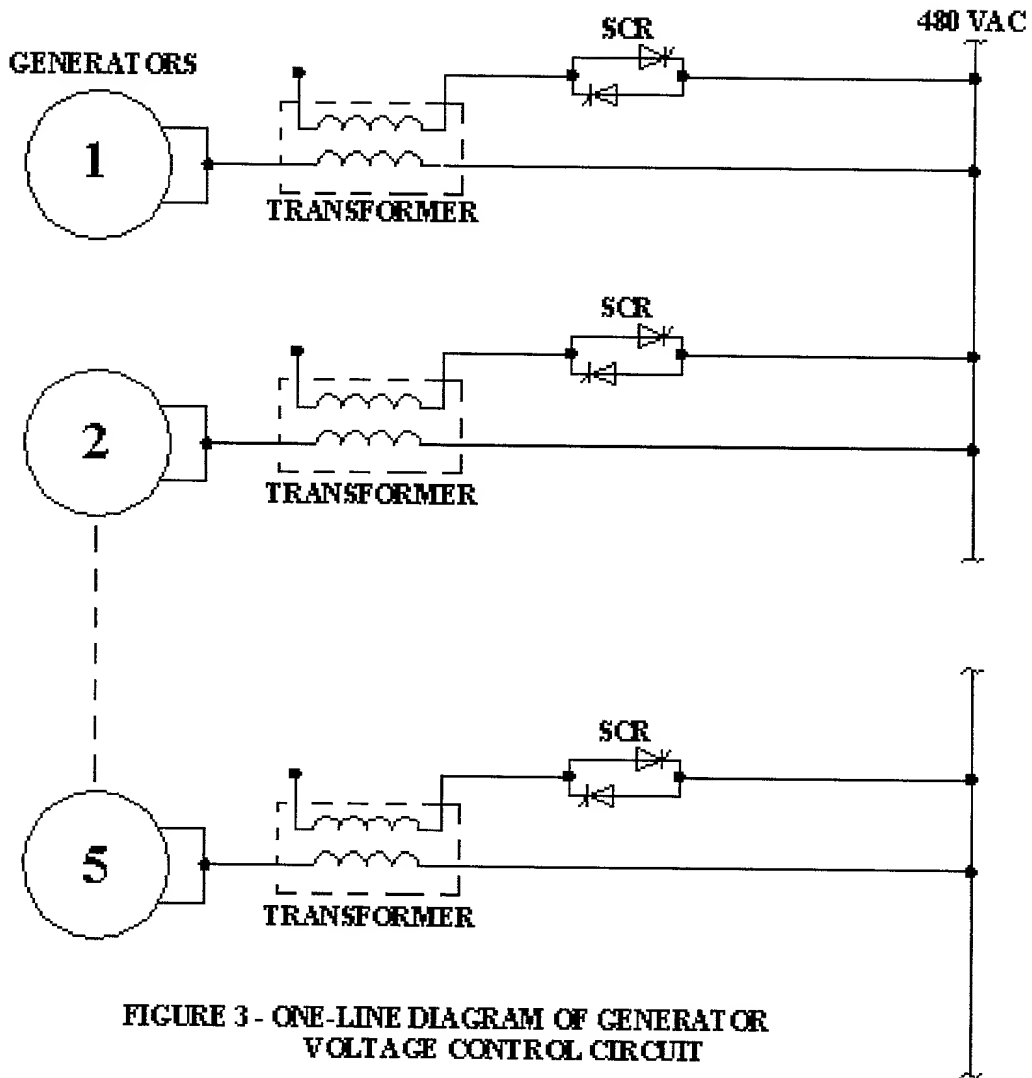 480 VAC
SCR
GENERATORS
1
TRANSFORMER
SCR
2
TRANSFORMER
SCR
5
TRANSFORMER
FIGURE 3 - ONE-LINE DIAGRAM OF GENERATOR
VOLTAGE CONTROL CIRCUIT